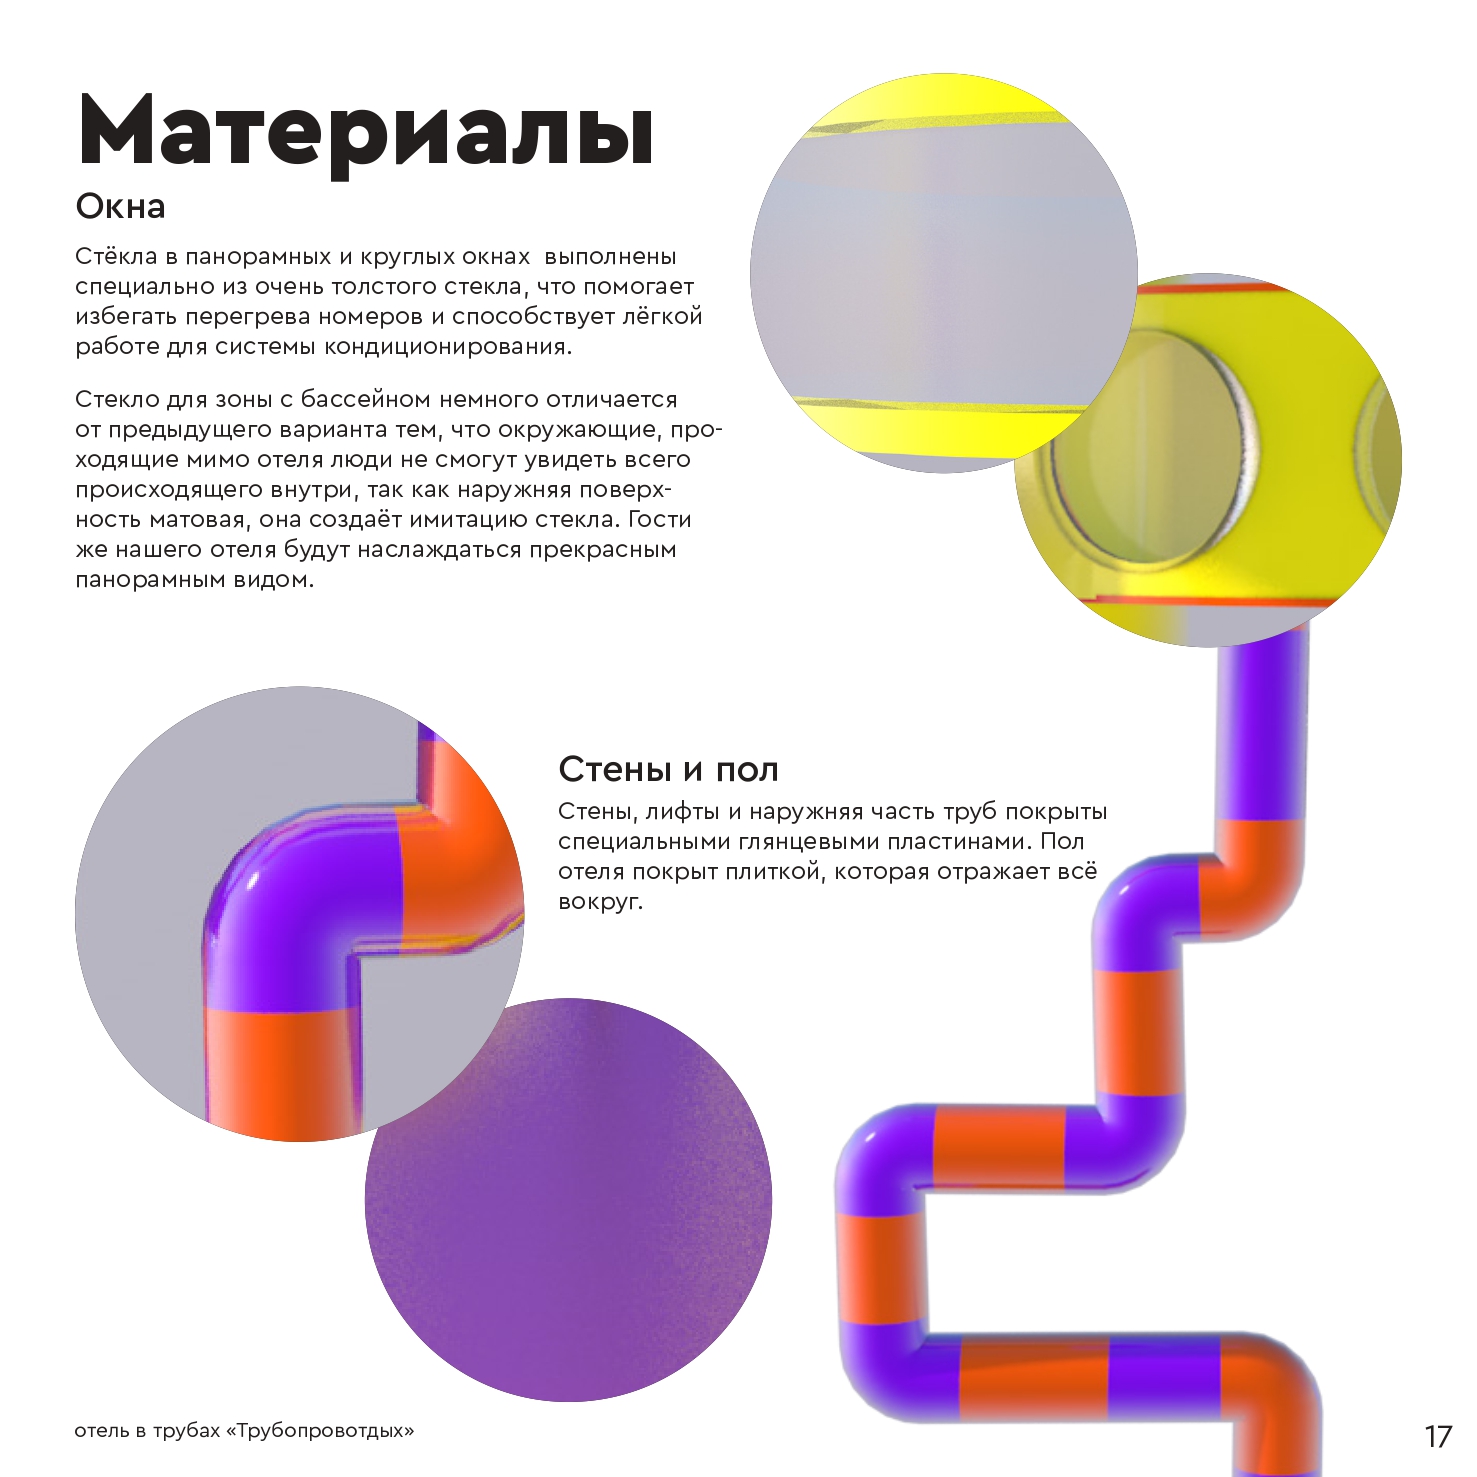 Материалы
Окна
Стёкла в панорамных и круглых окнах  выполнены
специально из очень толстого стекла, что помогает
избегать перегрева номеров и способствует лёгкой
работе для системы кондиционирования.
Стекло для зоны с бассейном немного отличается
от предыдущего варианта тем, что окружающие, про-
ходящие мимо отеля люди не смогут увидеть всего
происходящего внутри, так как наружняя поверх-
ность матовая, она создаёт имитацию стекла. Гости
же нашего отеля будут наслаждаться прекрасным
панорамным видом.
Стены и пол
Стены, лифты и наружняя часть труб покрыты
специальными глянцевыми пластинами. Пол
отеля покрыт плиткой, которая отражает всё
вокруг.
отель в трубах «Трубопровотдых»
17